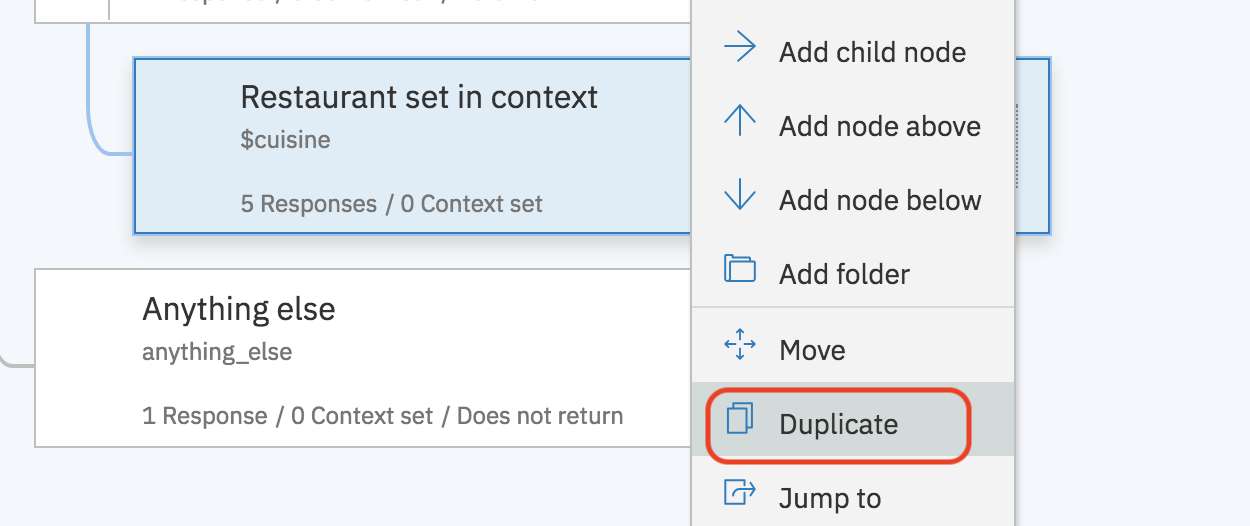 Restaurant set in context
$cuisine
5 Responses / 0 Context set
Anything else
anything_else
1 Response / 0 Context set / Does not return
Add child node
Add node above
Add node below
Add folder
Move
Duplicate
Jump to